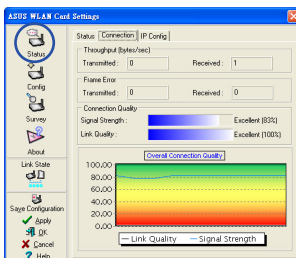 ASUS WLAN Card Settings
Status
Config
Survey
About
Link State
Save Configuration
Apply
OK
Cancel
Help
Status Connection IP Config
Throughput (bytes/sec)
Transmitted : 0 Received : 1
Frame Error
Transmitted : 0 Received : 0
Connection Quality
Signal Strength : Excellent (83%)
Link Quality : Excellent (100%)
Overall Connection Quality
100.00
80.00
60.00
40.00
20.00
0.00
Link Quality Signal Strength